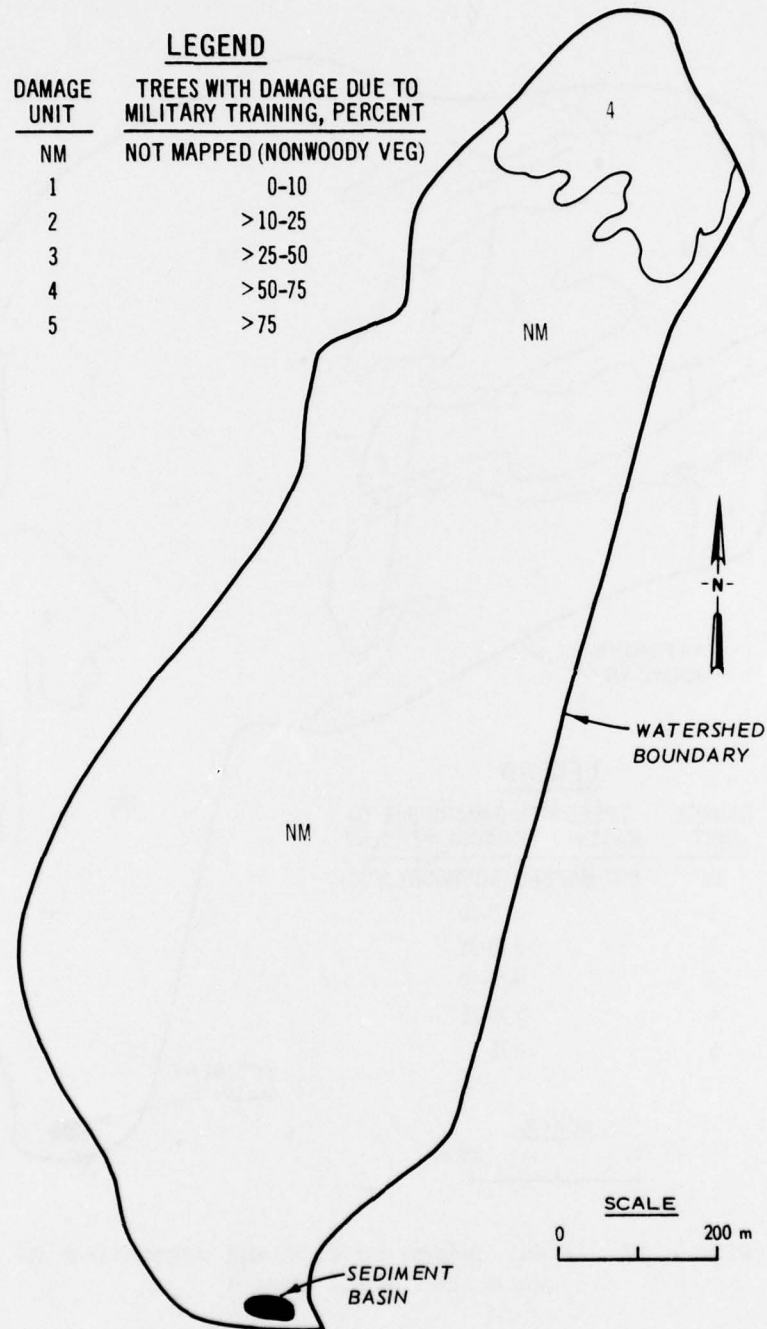 LEGEND
DAMAGE UNIT TREES WITH DAMAGE DUE TO MILITARY TRAINING, PERCENT
NM NOT MAPPED (NONWOODY VEG)
1 0-10
2 >10-25
3 >25-50
4 >50-75
5 >75
4
NM
-N-
WATERSHED
BOUNDARY
NM
SCALE
0 200 m
SEDIMENT
BASIN